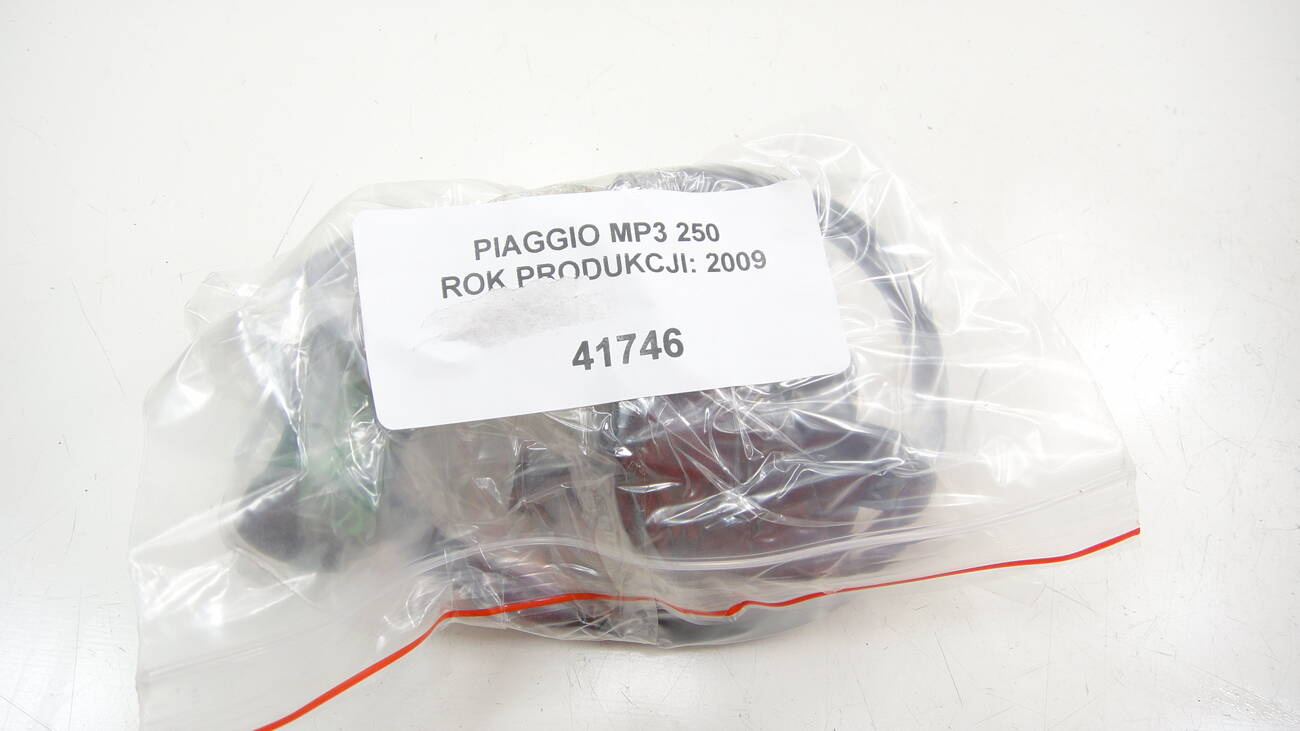 PIAGGIO MP3 250
ROK PRODUKCJI: 2009
41746